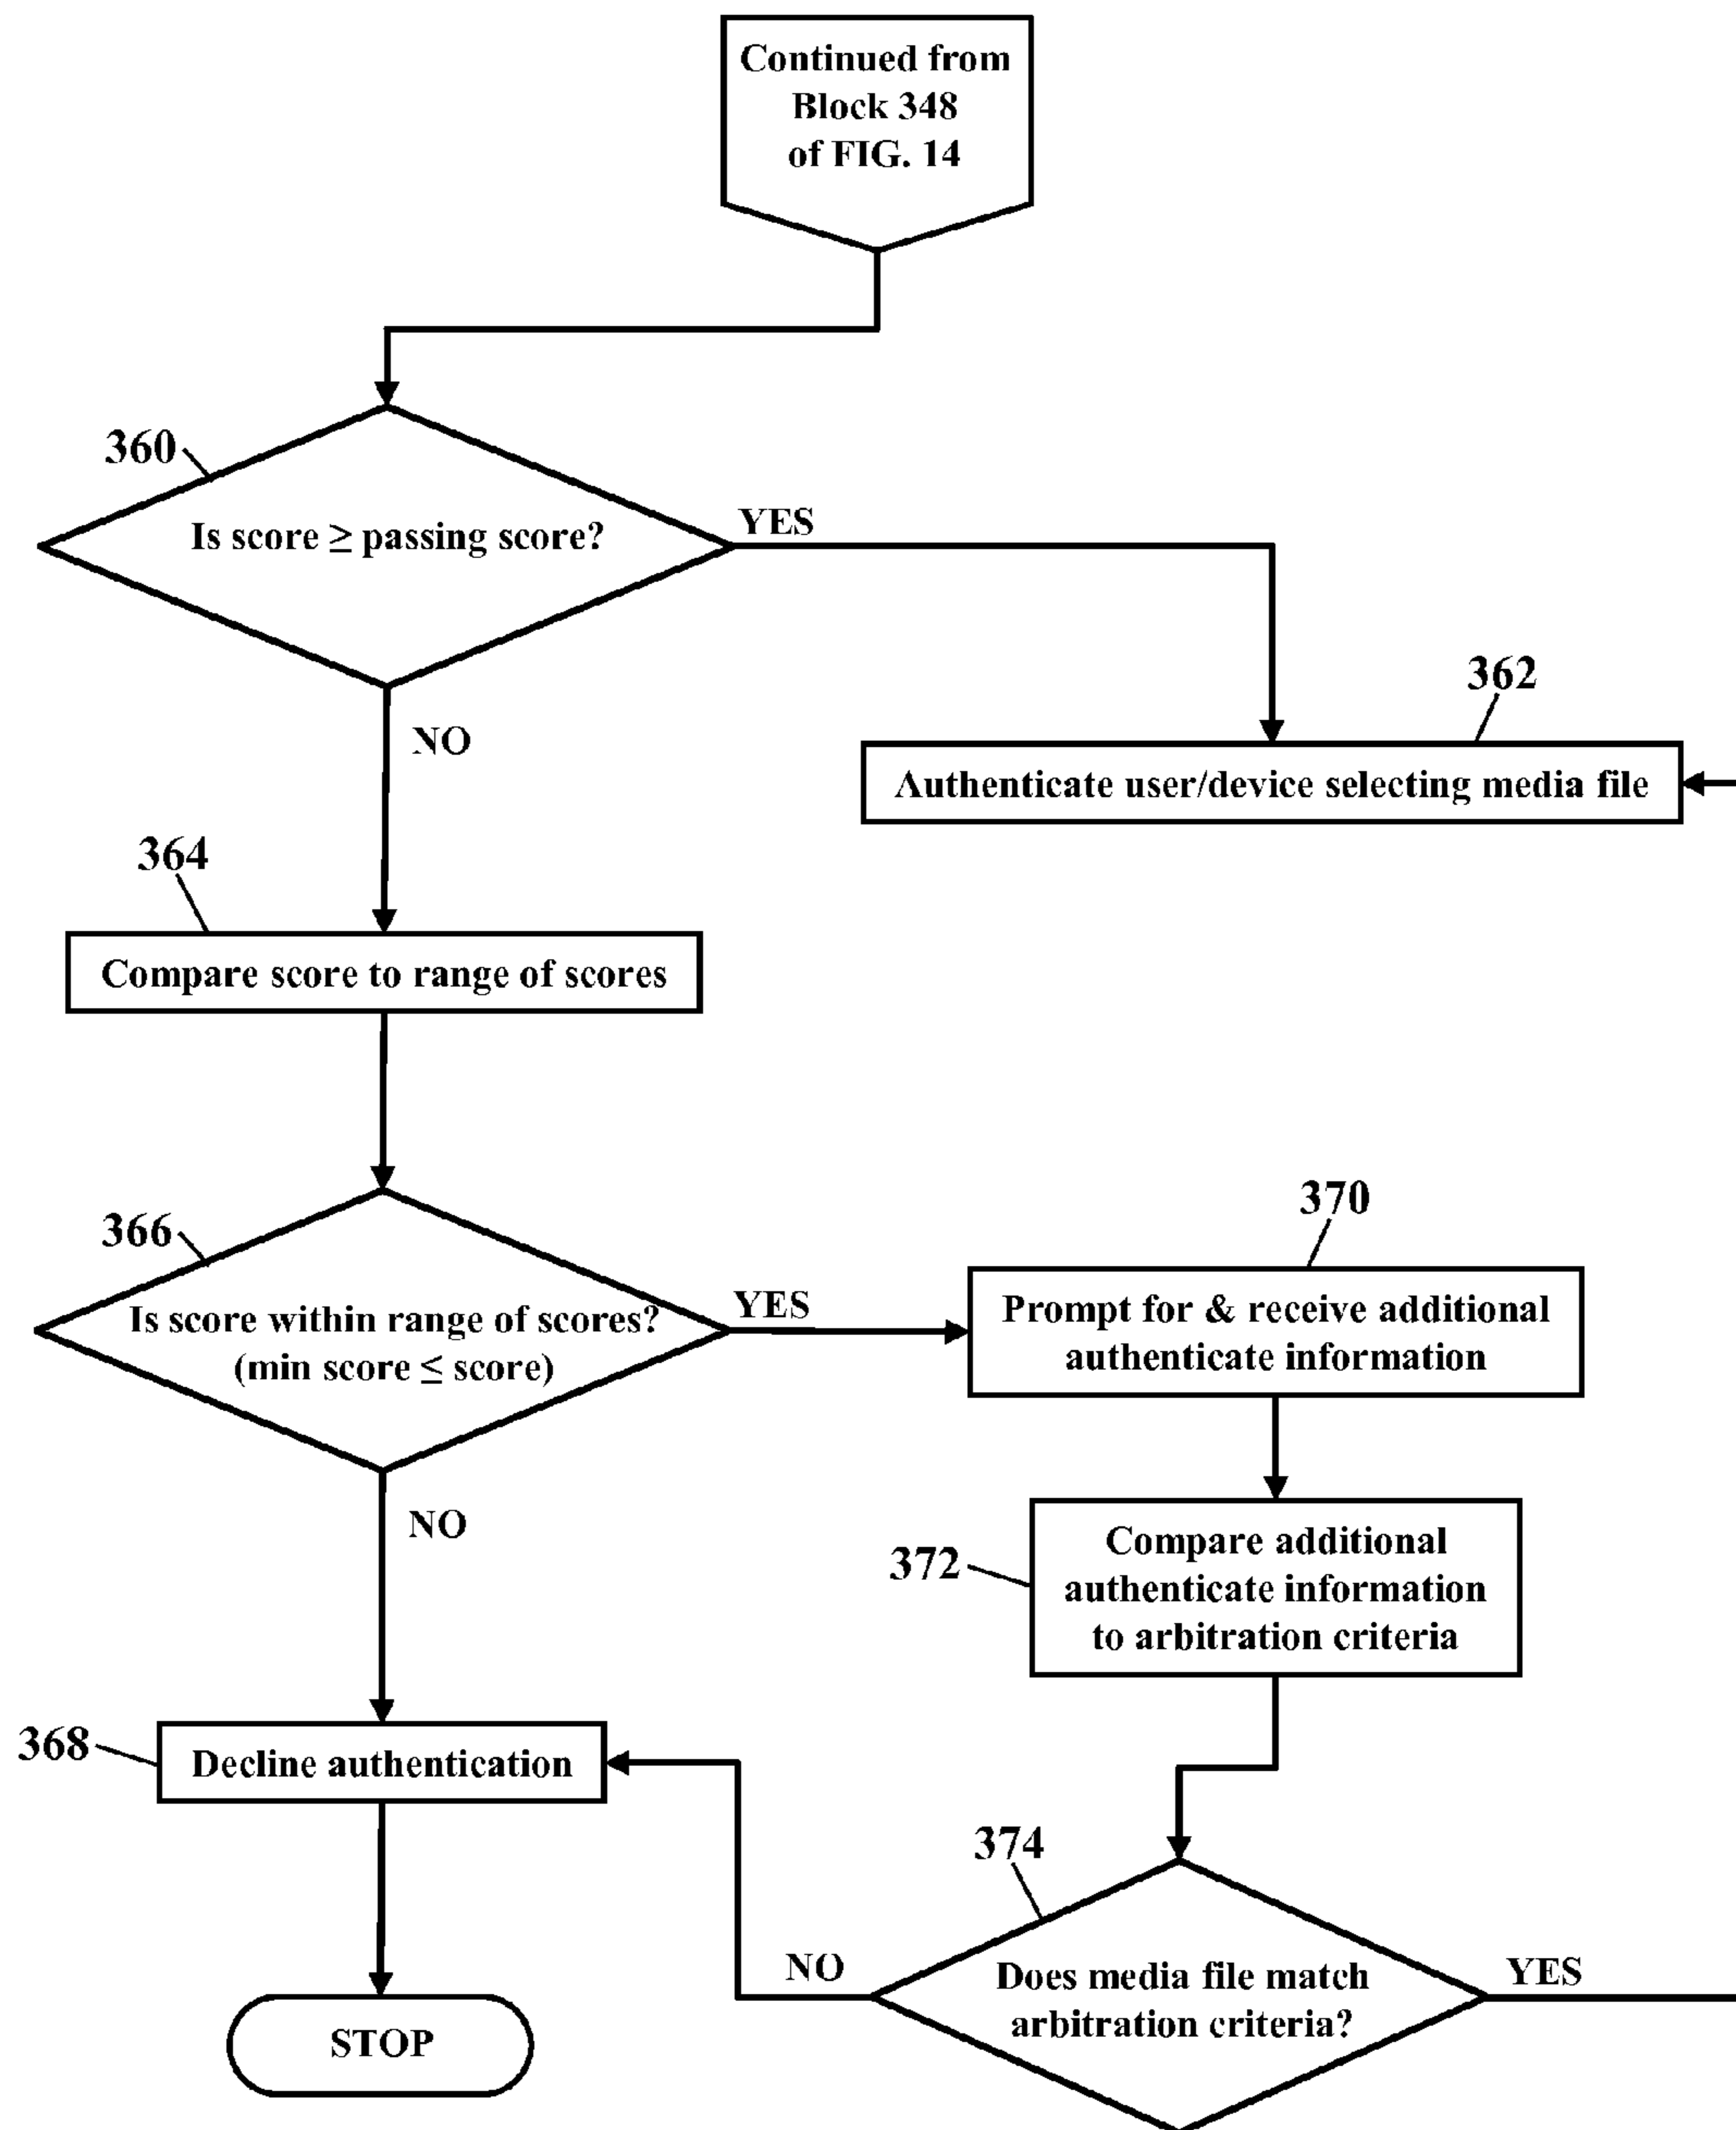 Continued from
Block 348
of FIG. 14
360
Is score ≥ passing score?
YES
NO
362
Authenticate user/device selecting media file
364
Compare score to range of scores
366
Is score within range of scores?
(min score ≤ score)
YES
NO
370
Prompt for & receive additional
authenticate information
372
Compare additional
authenticate information
to arbitration criteria
368
Decline authentication
374
Does media file match
arbitration criteria?
NO
YES
STOP